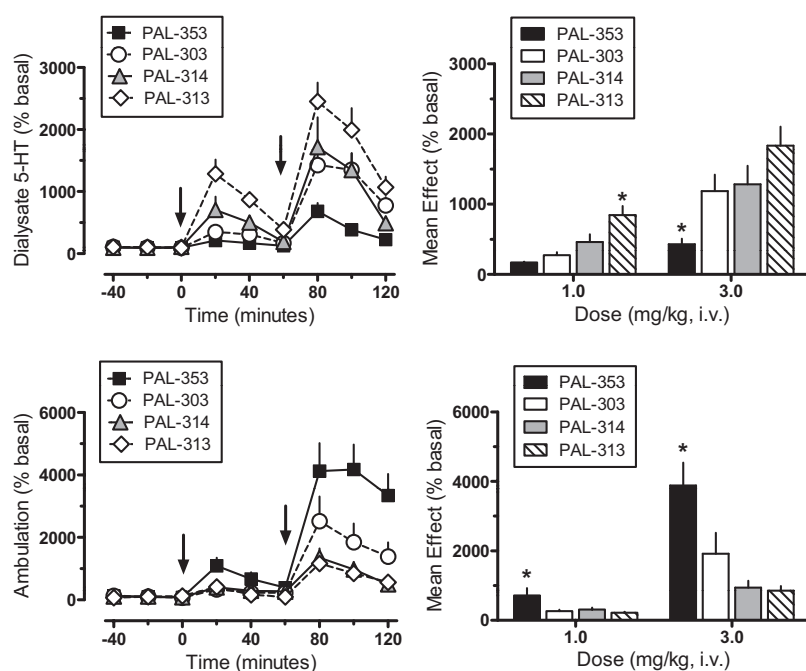 PAL-353
PAL-303
PAL-314
PAL-313
Dialysate 5-HT (% basal)
3000
2000
1000
0
-40 0 40 80 120
Time (minutes)
PAL-353
PAL-303
PAL-314
PAL-313
Mean Effect (% basal)
3000
2000
1000
0
*
*
1.0 3.0
Dose (mg/kg, i.v.)
PAL-353
PAL-303
PAL-314
PAL-313
Ambulation (% basal)
6000
4000
2000
0
-40 0 40 80 120
Time (minutes)
PAL-353
PAL-303
PAL-314
PAL-313
Mean Effect (% basal)
6000
4000
2000
0
*
*
1.0 3.0
Dose (mg/kg, i.v.)